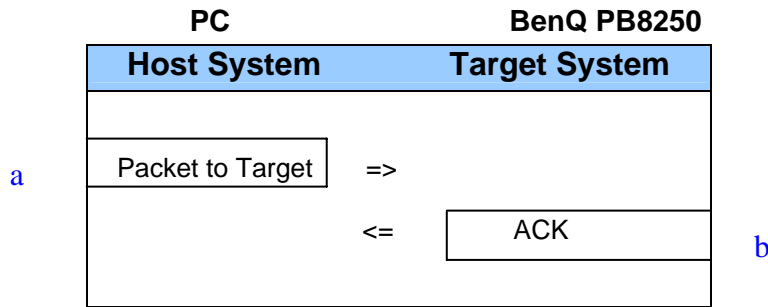 PC BenQ PB8250
Host System Target System
a Packet to Target =>
<= ACK
b